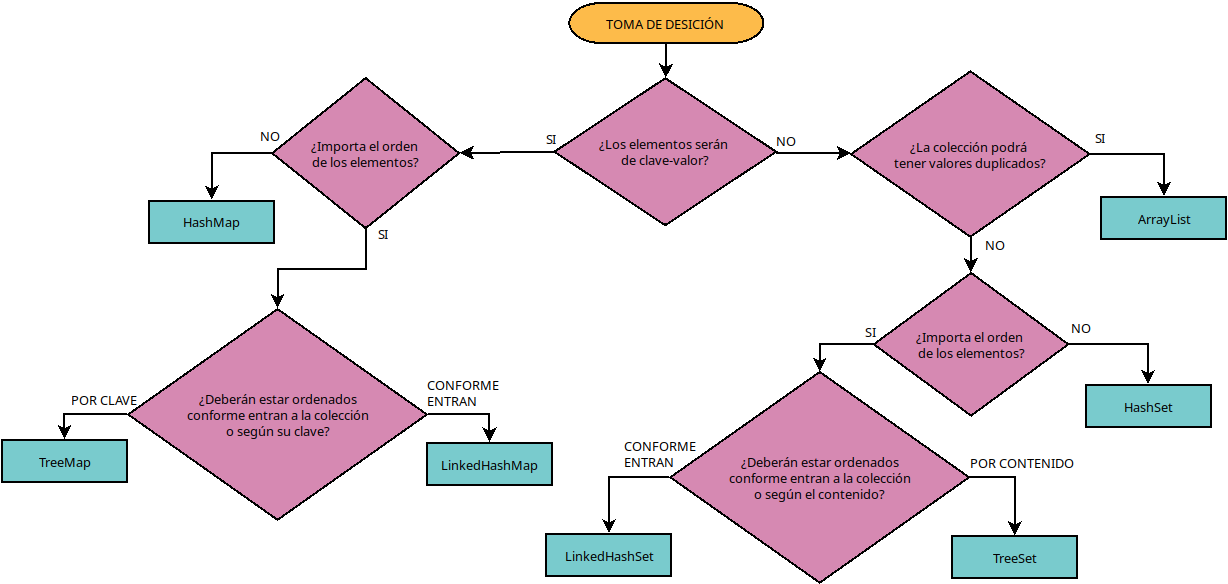 TOMA DE DESICIÓN
¿Los elementos serán
de clave-valor?
SI
NO
¿Importa el orden
de los elementos?
NO
HashMap
SI
¿Deberán estar ordenados
conforme entran a la colección
o según su clave?
POR CLAVE
TreeMap
CONFORME
ENTRAN
LinkedHashMap
¿La colección podrá
tener valores duplicados?
SI
ArrayList
NO
¿Importa el orden
de los elementos?
NO
HashSet
SI
¿Deberán estar ordenados
conforme entran a la colección
o según el contenido?
CONFORME
ENTRAN
LinkedHashSet
POR CONTENIDO
TreeSet